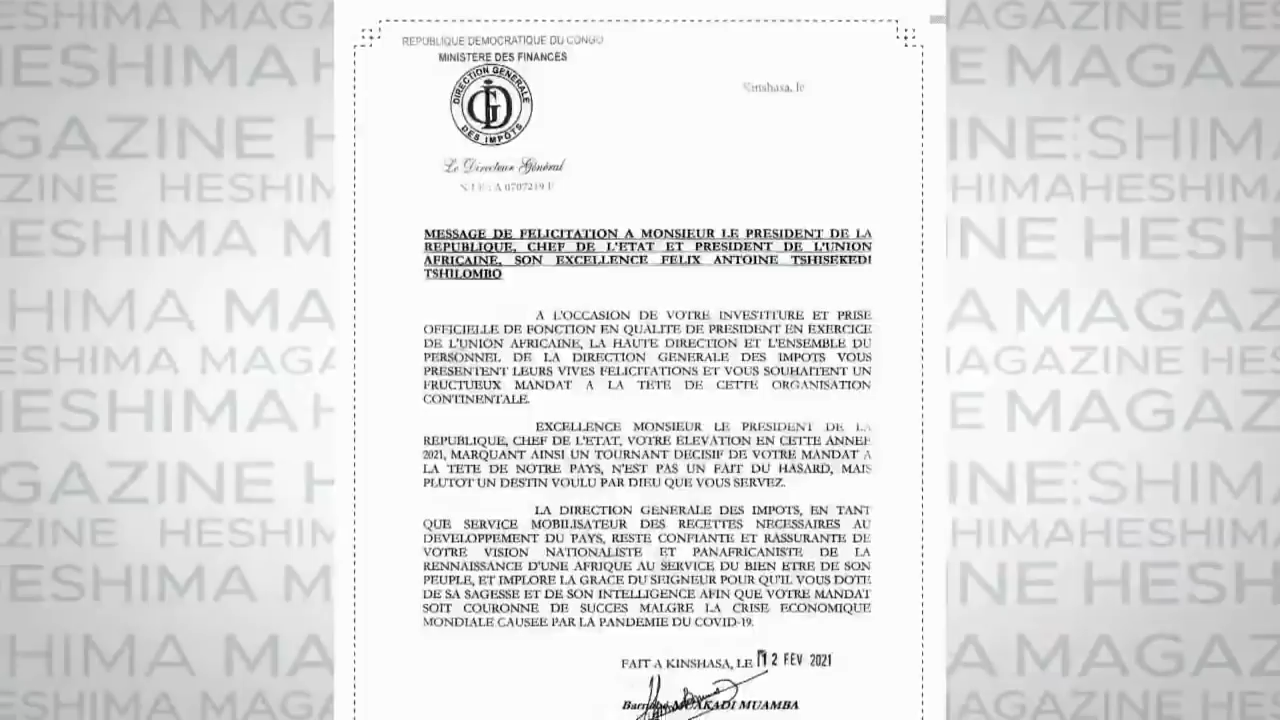 REPUBLIQUE DEMOCRATIQUE DU CONGO
MINISTERE DES FINANCES
DIRECTION GENERALE
DES IMPOTS
Kinshasa, le
Le Directeur Général
MESSAGE DE FELICITATION A MONSIEUR LE PRESIDENT DE LA
REPUBLIQUE, CHEF DE L'ETAT ET PRESIDENT DE L'UNION
AFRICAINE, SON EXCELLENCE FELIX ANTOINE TSHISEKEDI
TSHILOMBO
A L'OCCASION DE VOTRE INVESTITURE ET PRISE
OFFICIELLE DE FONCTION EN QUALITE DE PRESIDENT EN EXERCICE
DE L'UNION AFRICAINE, LA HAUTE DIRECTION ET L'ENSEMBLE DU
PERSONNEL DE LA DIRECTION GENERALE DES IMPOTS VOUS
PRESENTENT LEURS VIVES FELICITATIONS ET VOUS SOUHAITENT UN
FRUCTUEUX MANDAT A LA TETE DE CETTE ORGANISATION
CONTINENTALE.
EXCELLENCE MONSIEUR LE PRESIDENT DE LA
REPUBLIQUE, CHEF DE L'ETAT, VOTRE ELEVATION EN CETTE ANNEE
2021, MARQUANT AINSI UN TOURNANT DECISIF DE VOTRE MANDAT A
LA TETE DE NOTRE PAYS, N'EST PAS UN FAIT DU HASARD, MAIS
PLUTOT UN DESTIN VOULU PAR DIEU QUE VOUS SERVEZ.
LA DIRECTION GENERALE DES IMPOTS, EN TANT
QUE SERVICE MOBILISATEUR DES RECETTES NECESSAIRES AU
DEVELOPPEMENT DU PAYS, RESTE CONFIANTE ET RASSURANTE DE
VOTRE VISION NATIONALISTE ET PANAFRICANISTE DE LA
RENNAISSANCE D'UNE AFRIQUE AU SERVICE DU BIEN ETRE DE SON
PEUPLE, ET IMPLORE LA GRACE DU SEIGNEUR POUR QU'IL VOUS DOTE
DE SA SAGESSE ET DE SON INTELLIGENCE AFIN QUE VOTRE MANDAT
SOIT COURONNE DE SUCCES MALGRE LA CRISE ECONOMIQUE
MONDIALE CAUSEE PAR LA PANDEMIE DU COVID-19.
FAIT A KINSHASA, LE 12 FEV 2021
MUAKADI MUAMBA